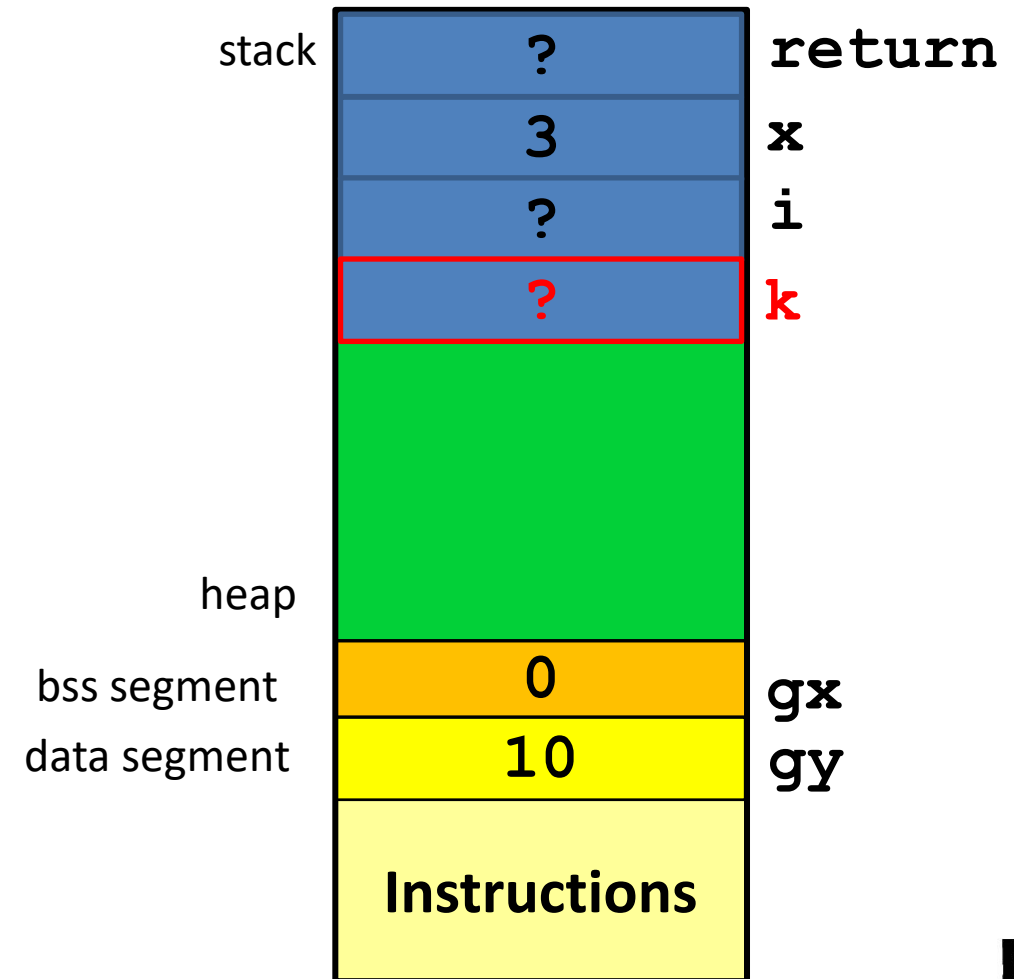 stack ? return
3 x
? i
? k
heap
bss segment 0 gx
data segment 10 gy
Instructions